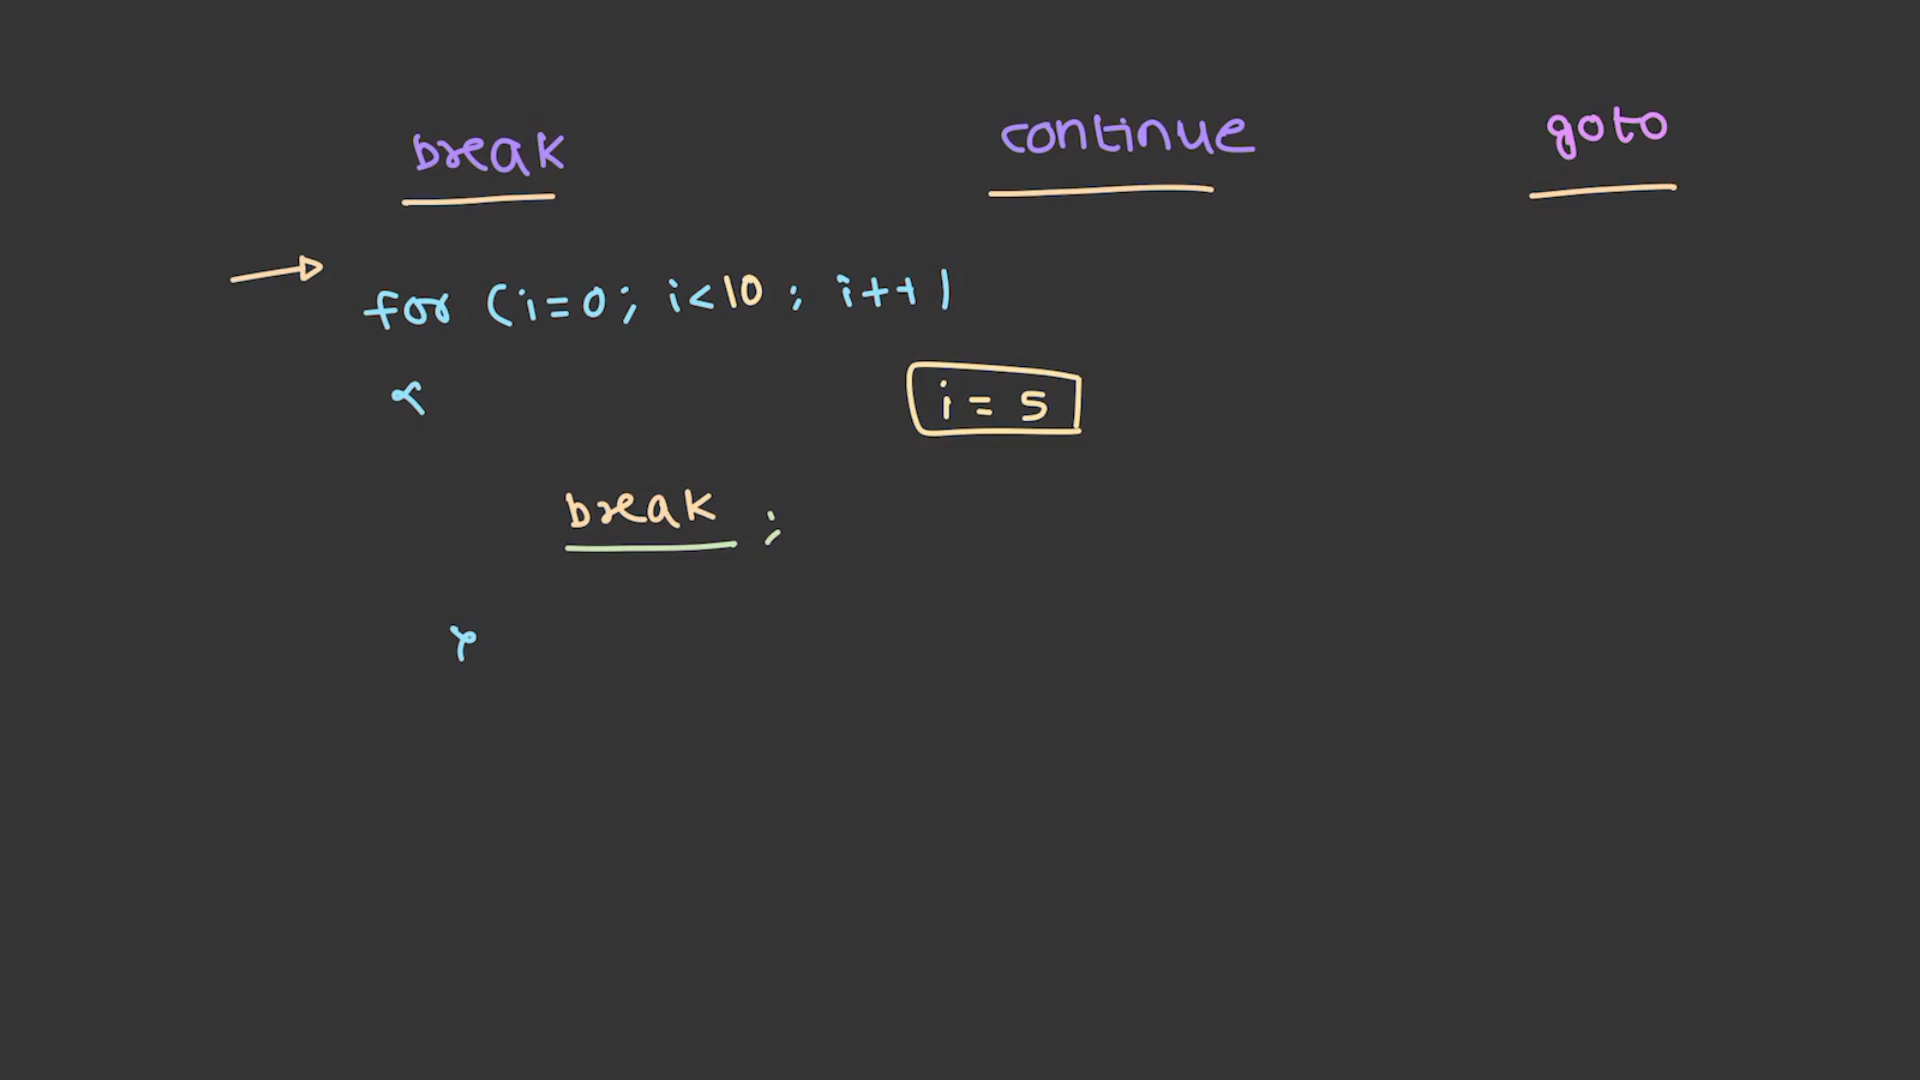 break continue goto
for (i=0; i<10; i++)
{
i = 5
break ;
}